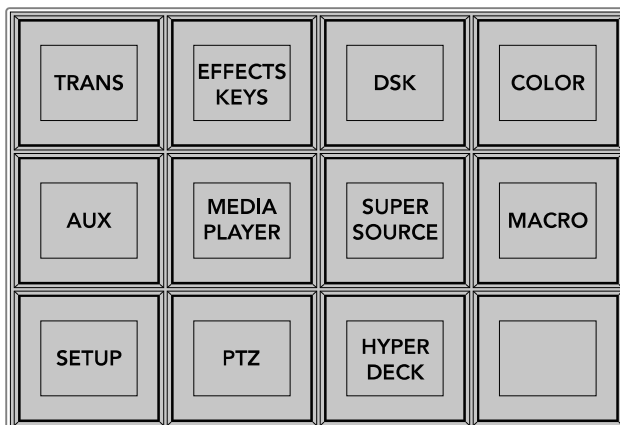 TRANS
EFFECTS
KEYS
DSK
COLOR
AUX
MEDIA
PLAYER
SUPER
SOURCE
MACRO
SETUP
PTZ
HYPER
DECK